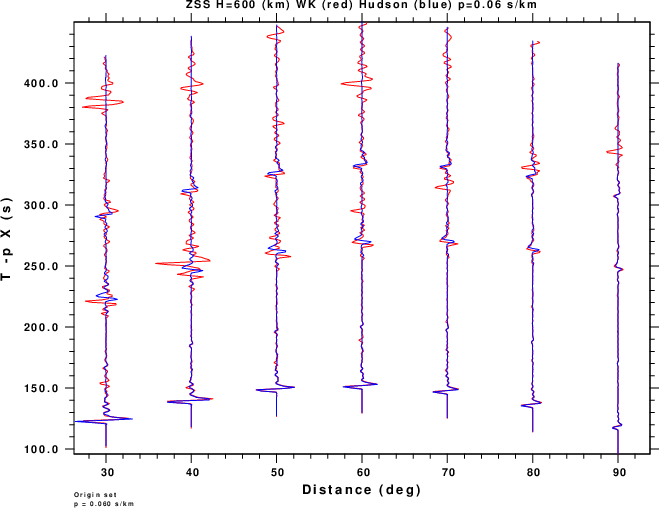 ZSS H=600 (km) WK (red) Hudson (blue) p=0.06 s/km
400.0
350.0
300.0
250.0
200.0
150.0
100.0
T -p X (s)
30 40 50 60 70 80 90
Distance (deg)
Origin set
p = 0.060 s/km